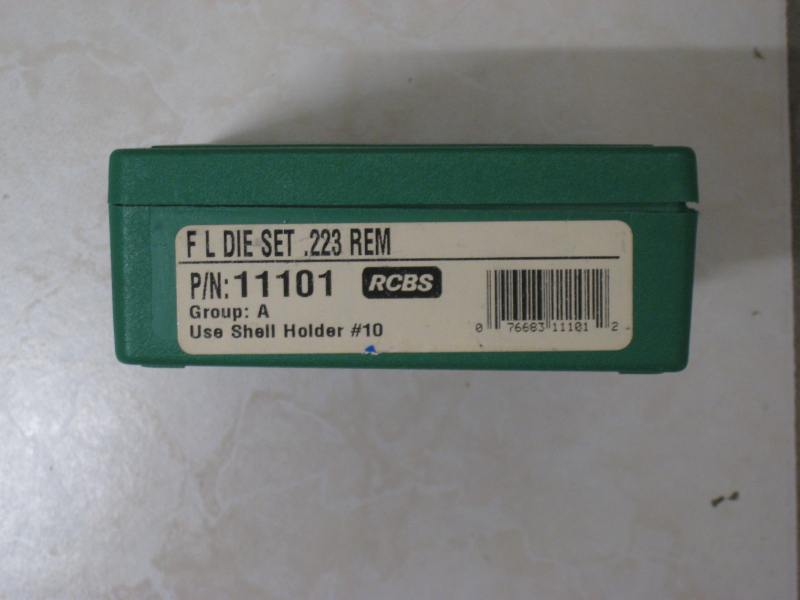 F L DIE SET .223 REM
P/N: 11101 RCBS
Group: A
Use Shell Holder #10
0 76683 11101 2